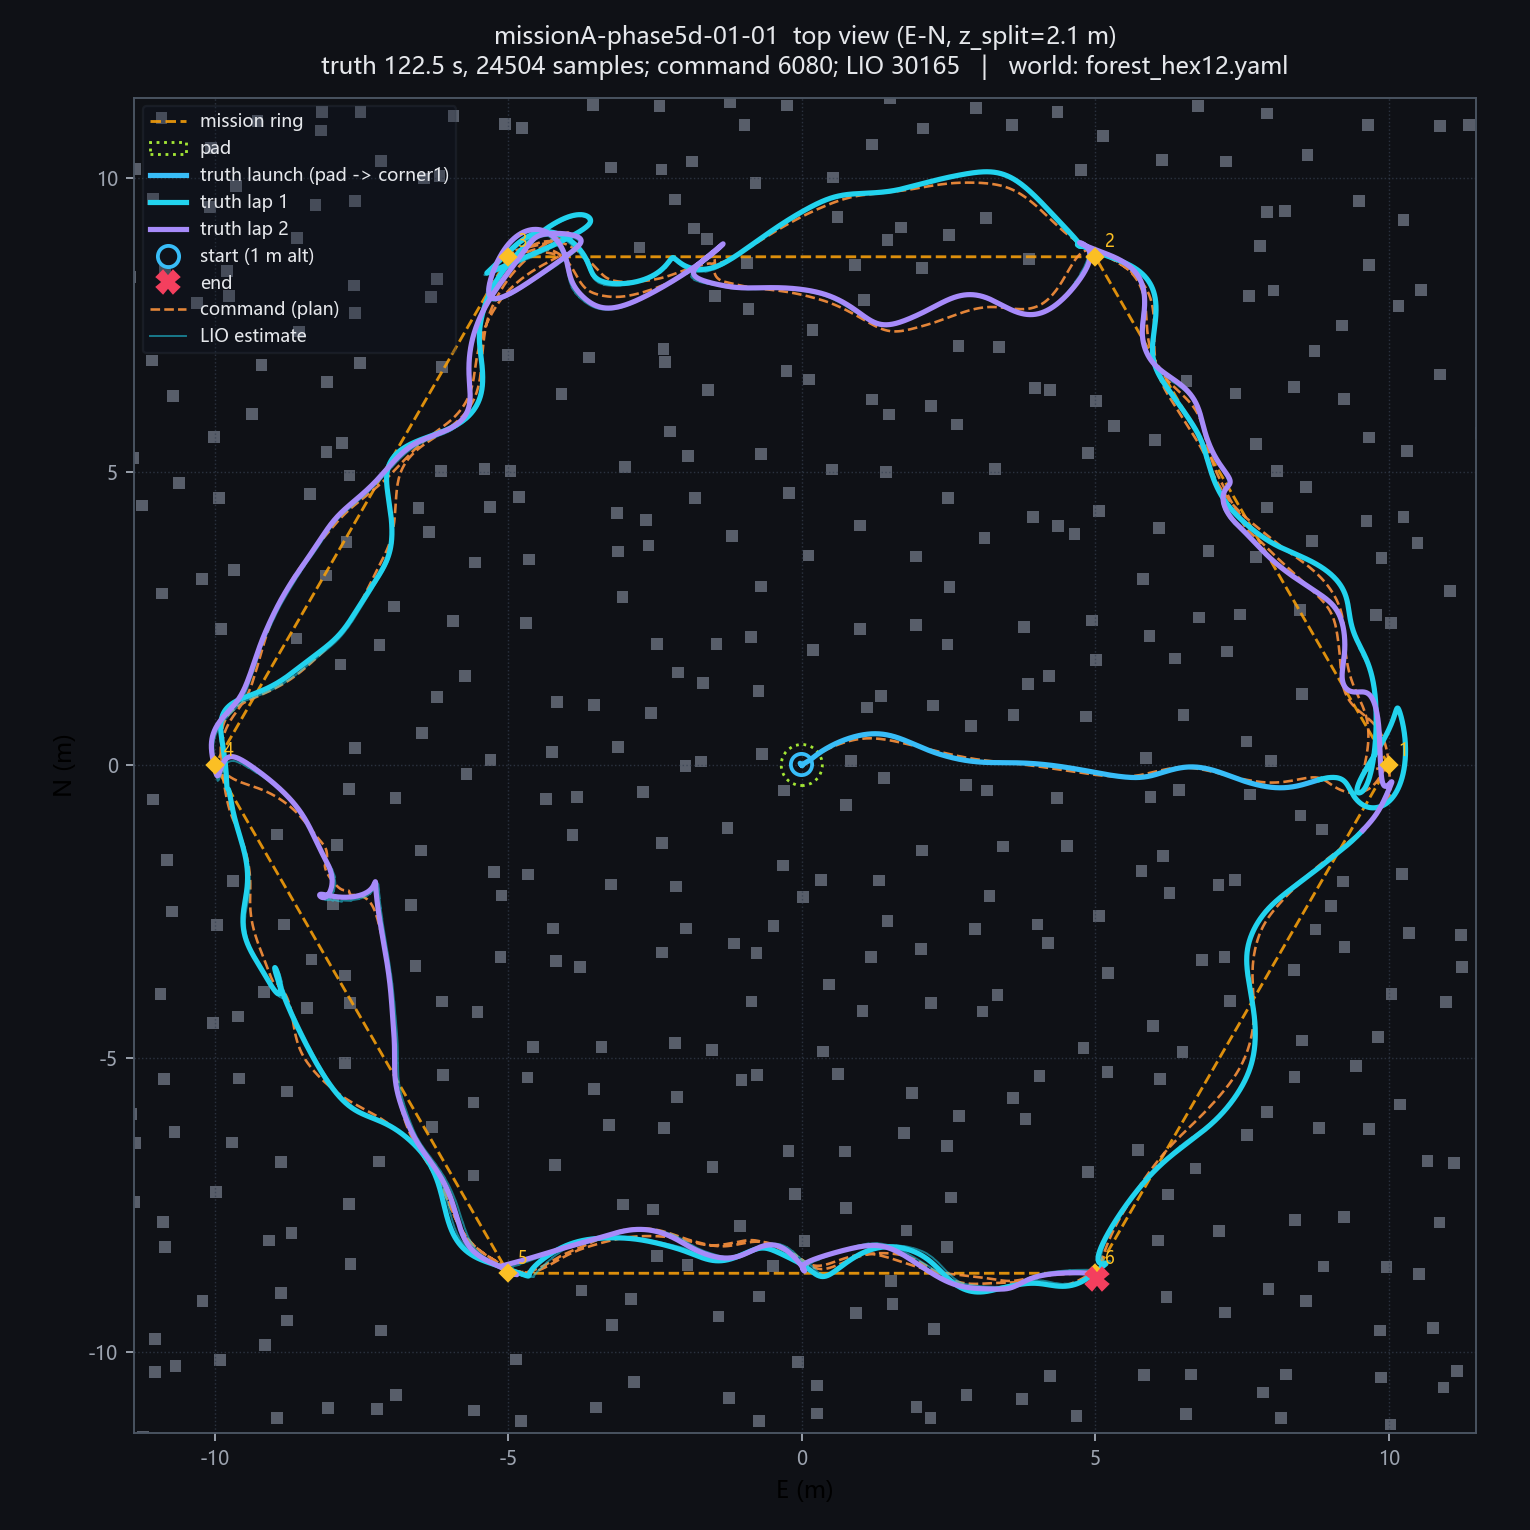 missionA-phase5d-01-01  top view (E-N, z_split=2.1 m)
truth 122.5 s, 24504 samples; command 6080; LIO 30165   |   world: forest_hex12.yaml
mission ring
pad
truth launch (pad -> corner1)
truth lap 1
truth lap 2
start (1 m alt)
end
command (plan)
LIO estimate
10
5
0
-5
-10
N (m)
2
4
1
5
6
-10
-5
0
5
10
E (m)